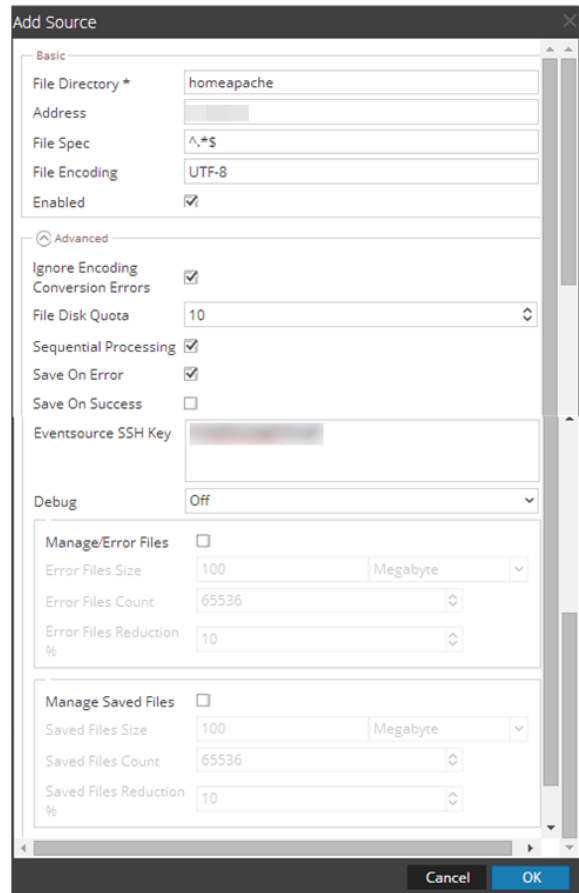 Add Source
Basic
File Directory * homeapache
Address
File Spec ^.*$
File Encoding UTF-8
Enabled
Advanced
Ignore Encoding
Conversion Errors
File Disk Quota 10
Sequential Processing
Save On Error
Save On Success
Eventsource SSH Key
Debug Off
Manage/Error Files
Error Files Size 100 Megabyte
Error Files Count 65536
Error Files Reduction
% 10
Manage Saved Files
Saved Files Size 100 Megabyte
Saved Files Count 65536
Saved Files Reduction
% 10
Cancel OK